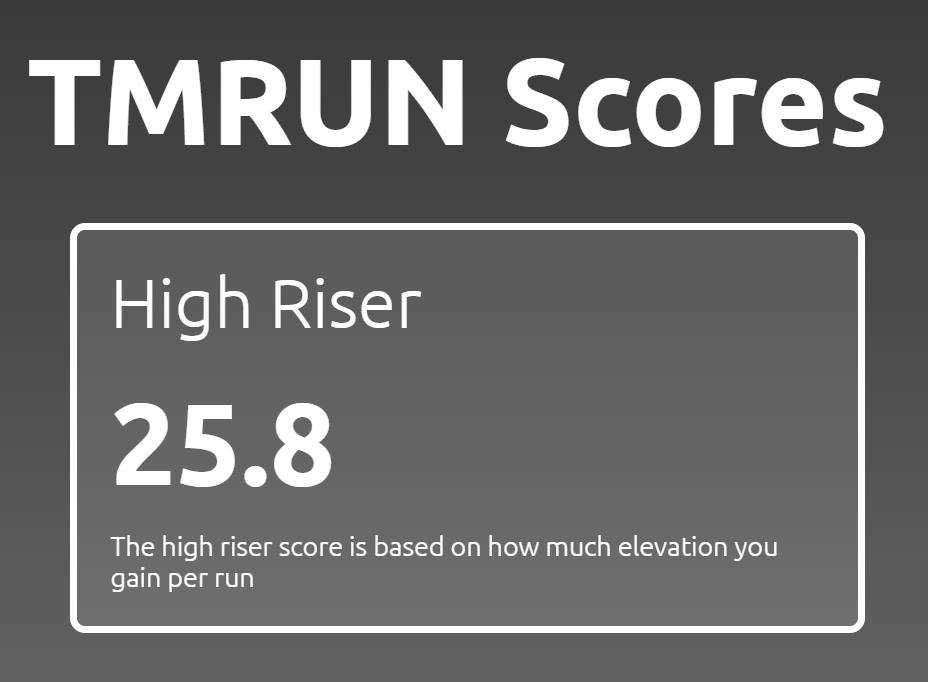 TMRUN Scores
High Riser
25.8
The high riser score is based on how much elevation you
gain per run